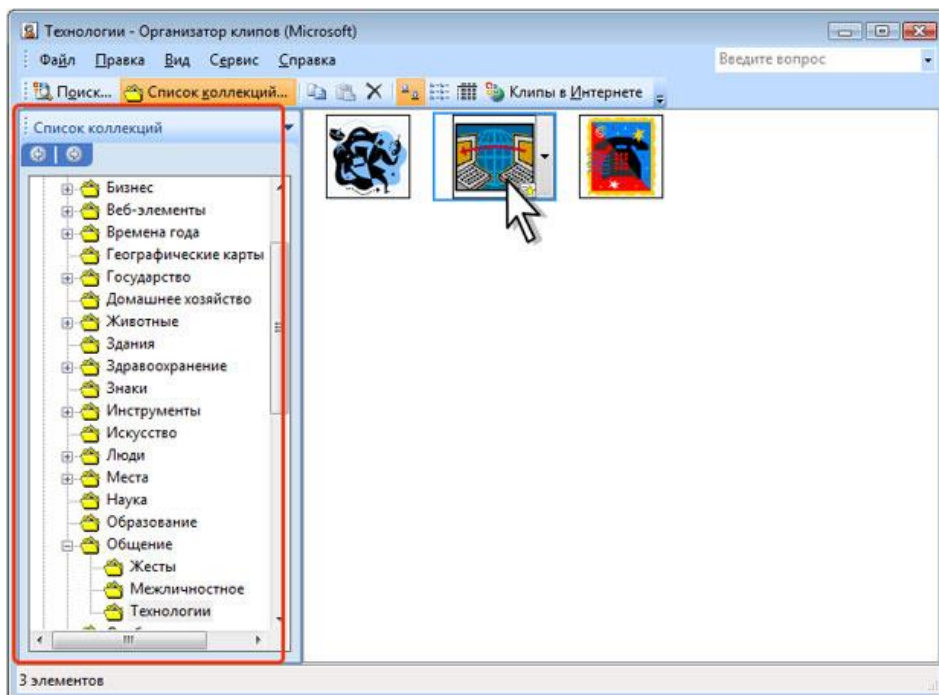 Технологии - Организатор клипов (Microsoft)
Файл Правка Вид Сервис Справка Введите вопрос
Поиск... Список коллекций... Клипы в Интернете
Список коллекций
Бизнес
Веб-элементы
Времена года
Географические карты
Государство
Домашнее хозяйство
Животные
Здания
Здравоохранение
Знаки
Инструменты
Искусство
Люди
Места
Наука
Образование
Общение
Жесты
Межличностное
Технологии
3 элементов